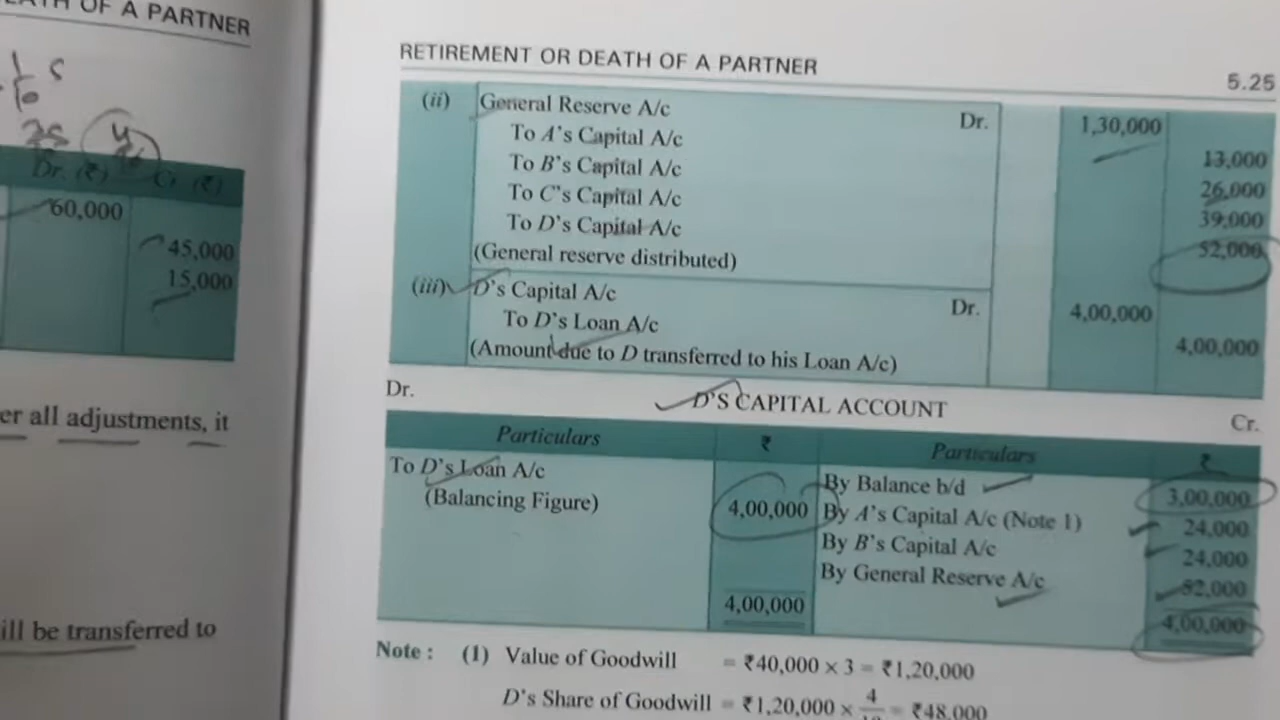 EATH OF A PARTNER
Dr. (₹) Cr. (₹)
60,000
45,000
15,000
er all adjustments, it
ill be transferred to
RETIREMENT OR DEATH OF A PARTNER 5.25
(ii) General Reserve A/c Dr. 1,30,000
To A's Capital A/c 13,000
To B's Capital A/c 26,000
To C's Capital A/c 39,000
To D's Capital A/c 52,000
(General reserve distributed)
(iii) D's Capital A/c Dr. 4,00,000
To D's Loan A/c 4,00,000
(Amount due to D transferred to his Loan A/c)
Dr. D'S CAPITAL ACCOUNT Cr.
Particulars ₹ Particulars ₹
To D's Loan A/c By Balance b/d 3,00,000
(Balancing Figure) 4,00,000 By A's Capital A/c (Note 1) 24,000
By B's Capital A/c 24,000
By General Reserve A/c 52,000
4,00,000 4,00,000
Note : (1) Value of Goodwill = ₹40,000 × 3 = ₹1,20,000
D's Share of Goodwill = ₹1,20,000 × 4/10 = ₹48,000